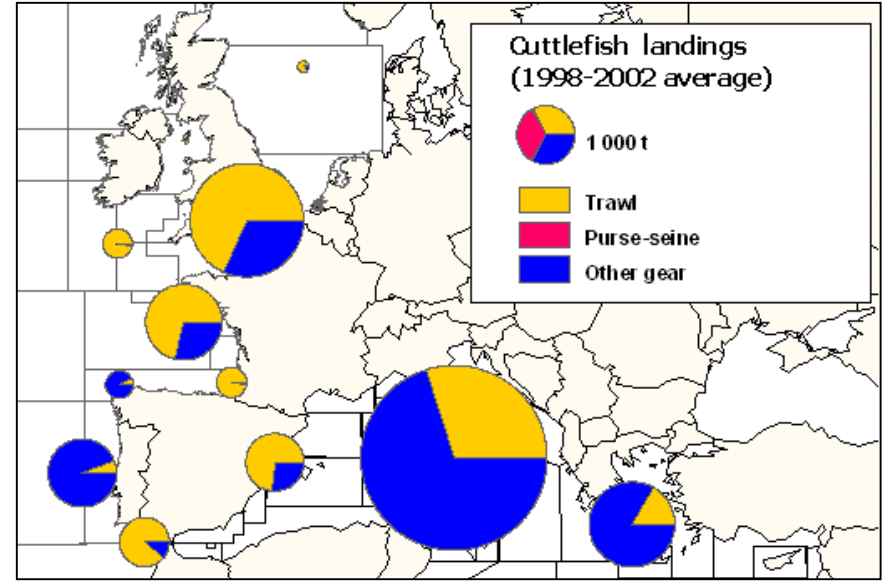 Cuttlefish landings
(1998-2002 average)
1 000 t
Trawl
Purse-seine
Other gear